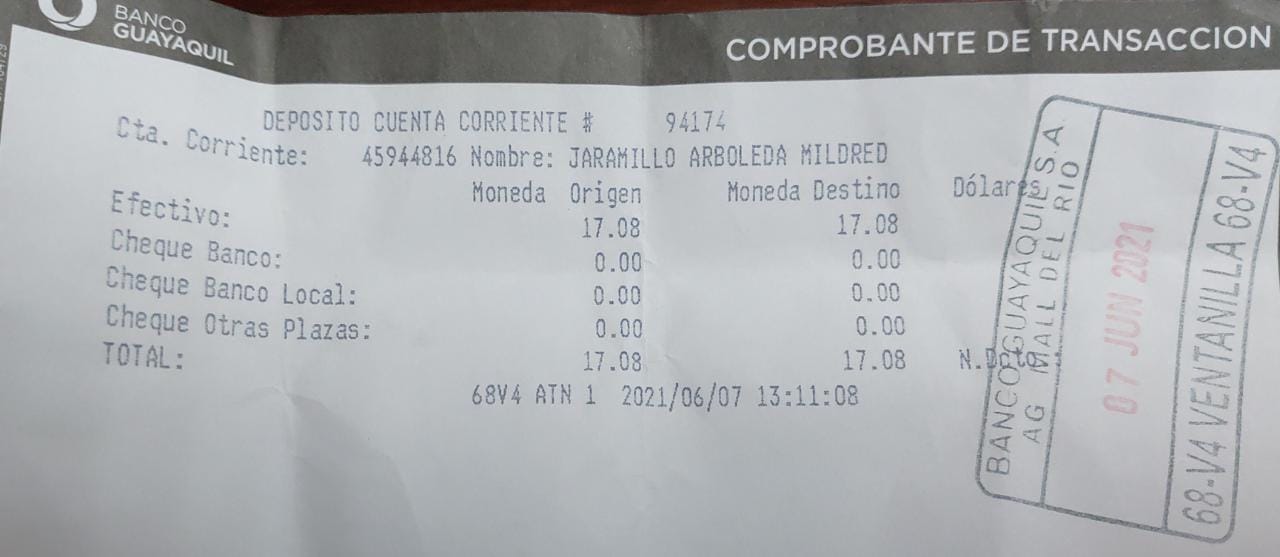 BANCO
GUAYAQUIL
COMPROBANTE DE TRANSACCION
DEPOSITO CUENTA CORRIENTE # 94174
Cta. Corriente: 45944816 Nombre: JARAMILLO ARBOLEDA MILDRED
Moneda Origen Moneda Destino Dólares
Efectivo: 17.08 17.08
Cheque Banco: 0.00 0.00
Cheque Banco Local: 0.00 0.00
Cheque Otras Plazas: 0.00 0.00
TOTAL: 17.08 17.08 N.Dcto
68V4 ATN 1 2021/06/07 13:11:08
BANCO GUAYAQUIL S.A.
AG MALL DEL RIO
07 JUN 2021
68-V4 VENTANILLA 68-V4